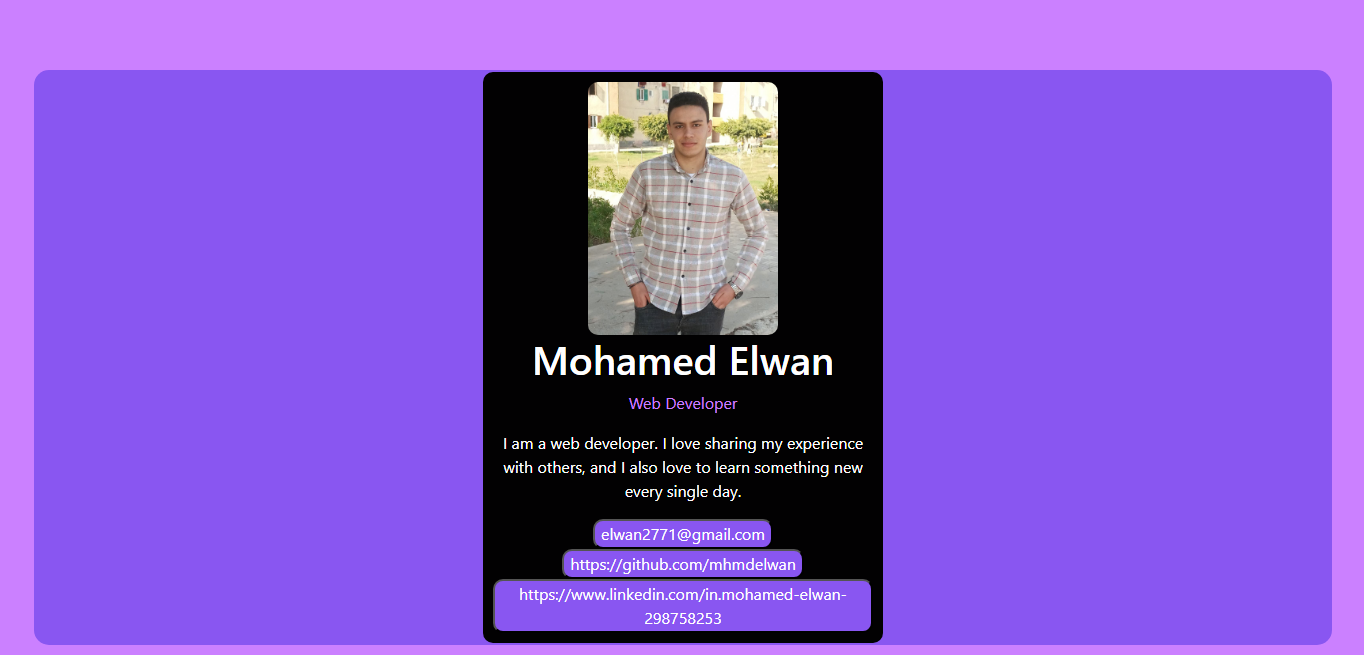 Mohamed Elwan
Web Developer
I am a web developer. I love sharing my experience
with others, and I also love to learn something new
every single day.
elwan2771@gmail.com
https://github.com/mhmdelwan
https://www.linkedin.com/in.mohamed-elwan-
298758253